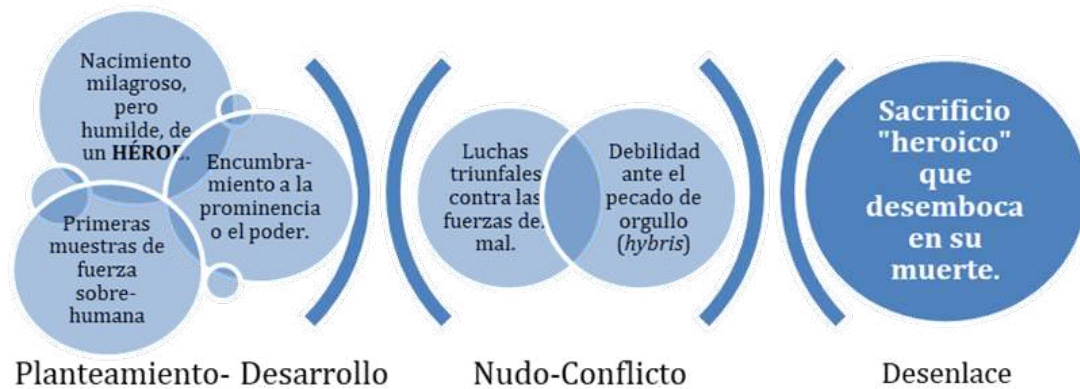 Nacimiento
milagroso,
pero
humilde, de
un HÉROE.
Encumbra-
miento a la
prominencia
o el poder.
Primeras
muestras de
fuerza
sobre-
humana
Luchas
triunfales
contra las
fuerzas del
mal.
Debilidad
ante el
pecado de
orgullo
(hybris)
Sacrificio
"heroico"
que
desemboca
en su
muerte.
Planteamiento- Desarrollo
Nudo-Conflicto
Desenlace